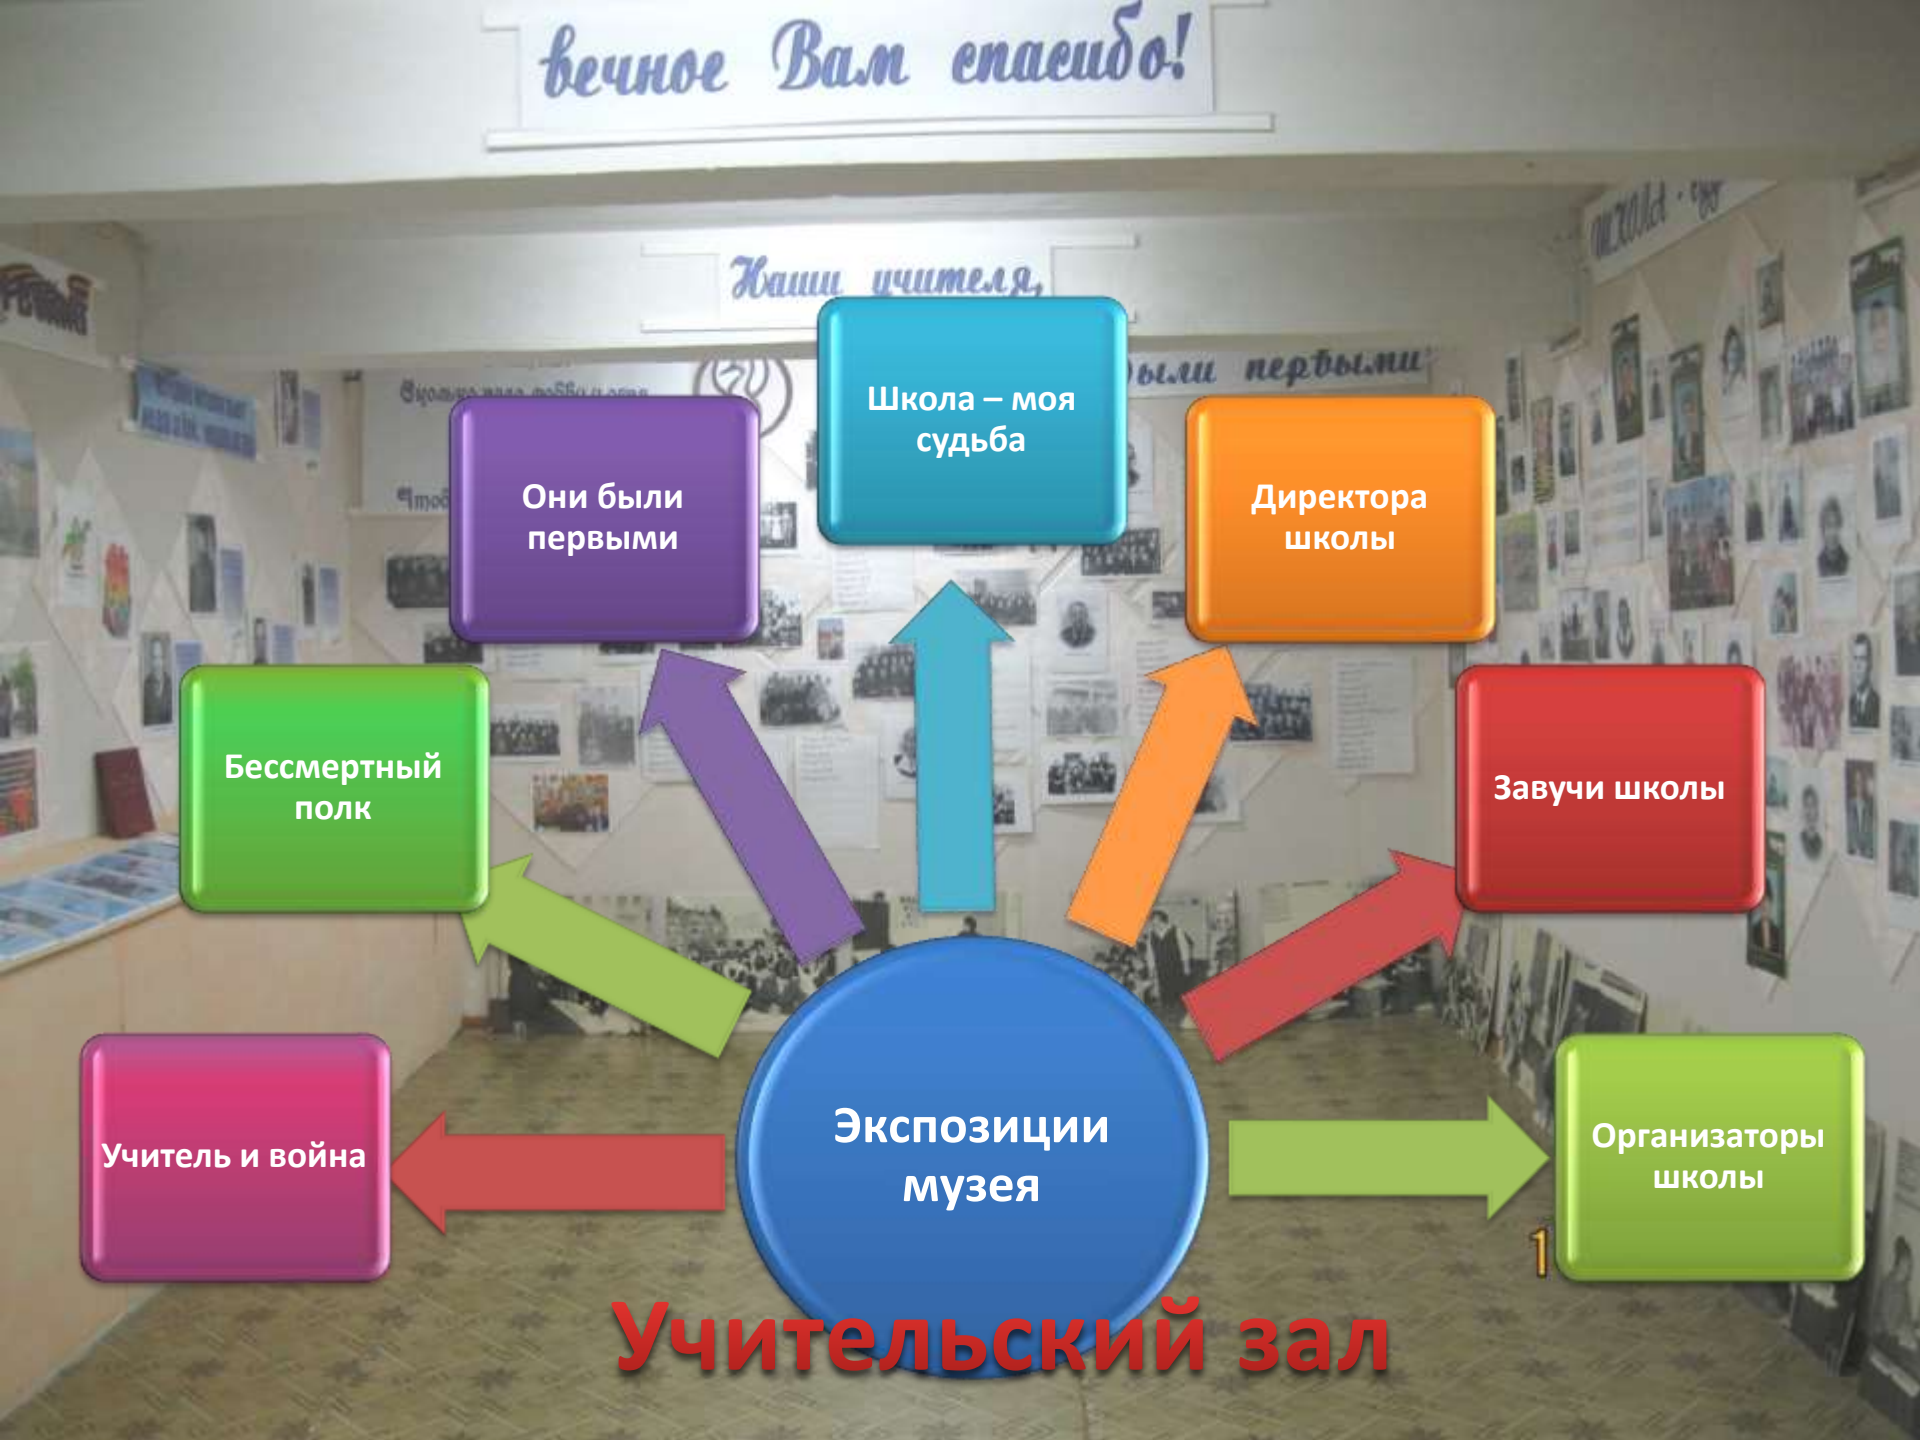 вечное Вам спасибо!
Наши учителя,
были первыми
Школа – моя
судьба
Они были
первыми
Директора
школы
Бессмертный
полк
Завучи школы
Учитель и война
Экспозиции
музея
Организаторы
школы
1
Учительский зал